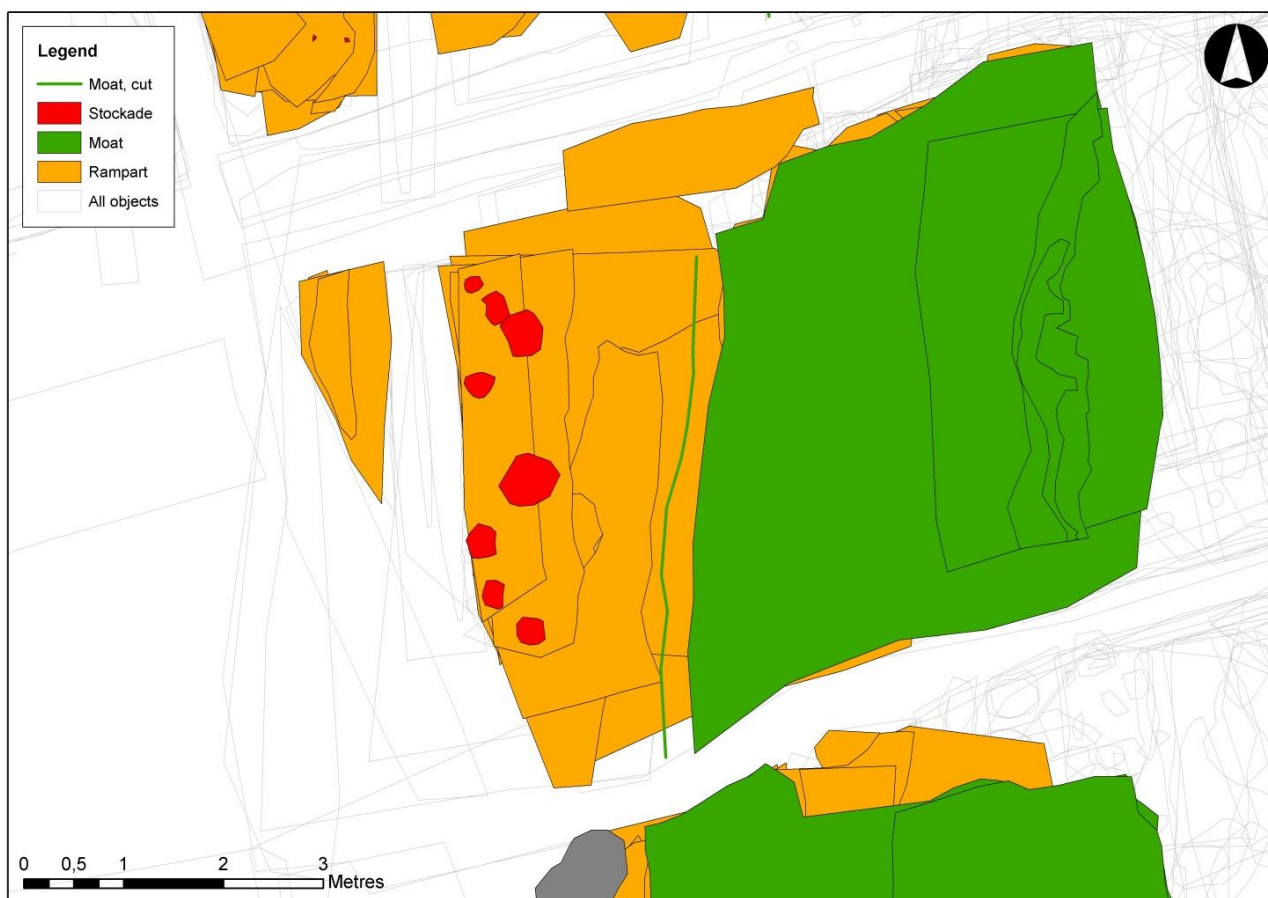 Legend
Moat, cut
Stockade
Moat
Rampart
All objects
0 0,5 1 2 3
Metres